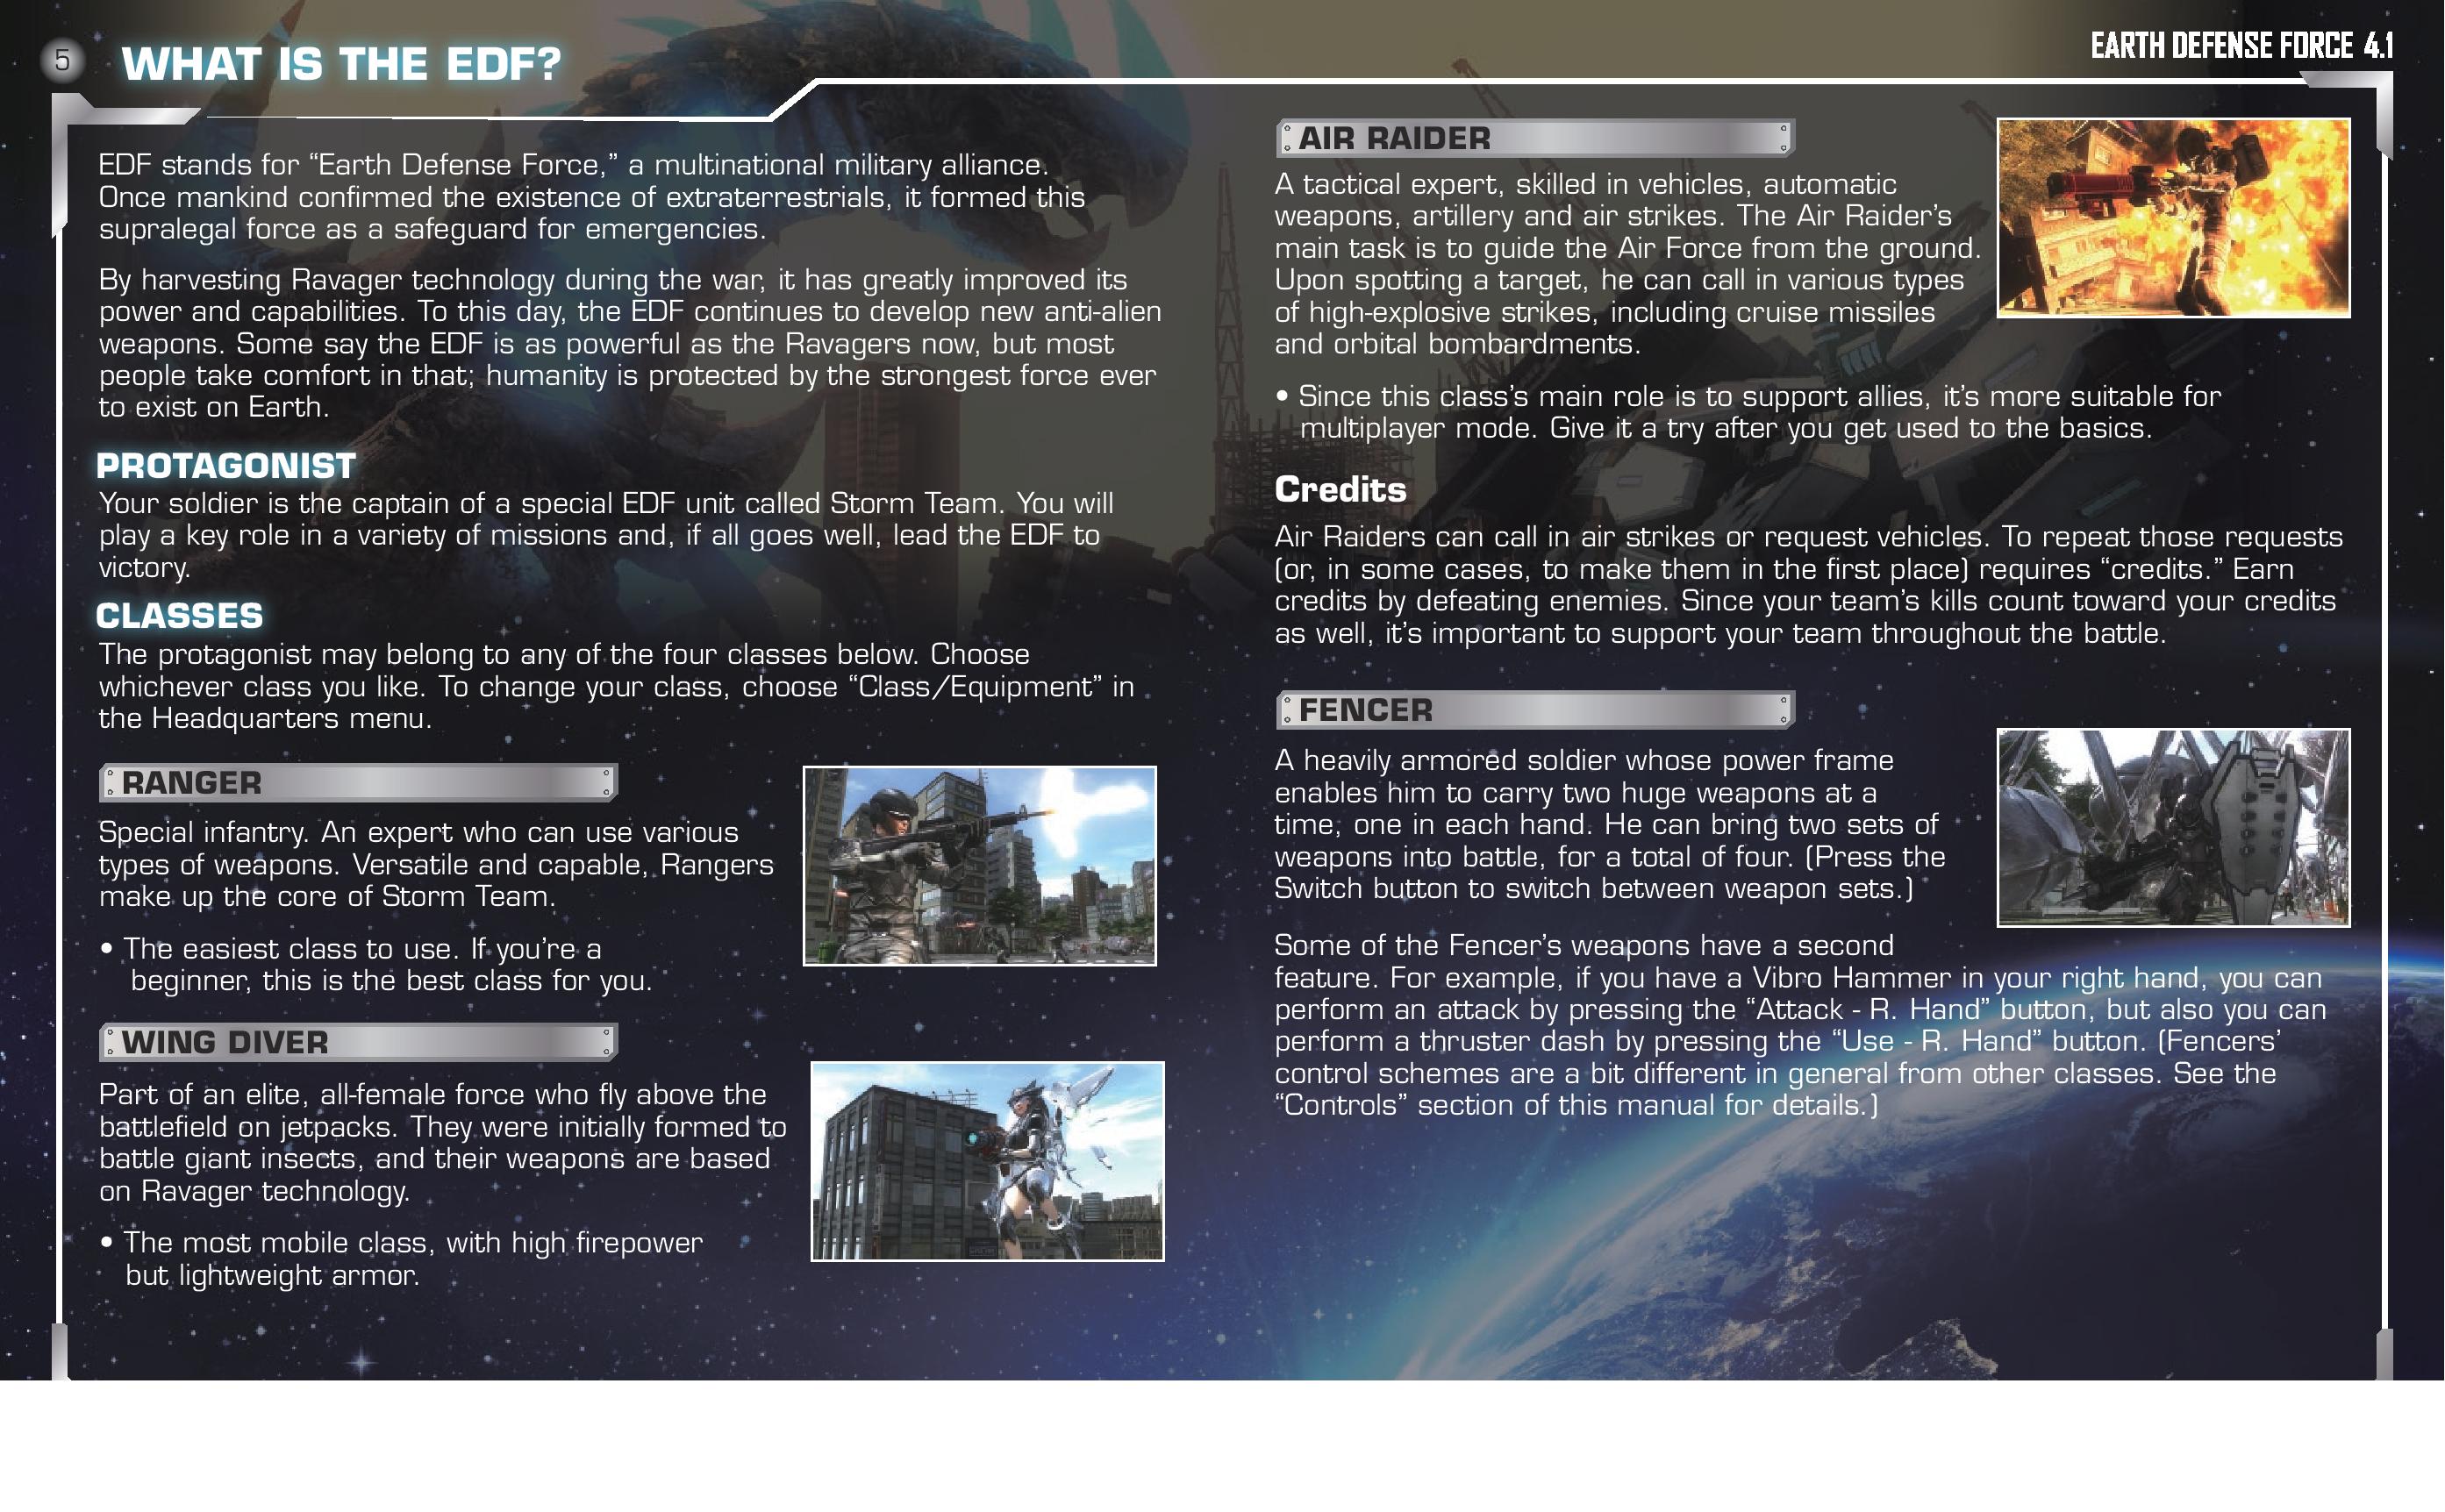 5
WHAT IS THE EDF?
EARTH DEFENSE FORCE 4.1
EDF stands for “Earth Defense Force,” a multinational military alliance.
Once mankind confirmed the existence of extraterrestrials, it formed this
supralegal force as a safeguard for emergencies.
By harvesting Ravager technology during the war, it has greatly improved its
power and capabilities. To this day, the EDF continues to develop new anti-alien
weapons. Some say the EDF is as powerful as the Ravagers now, but most
people take comfort in that; humanity is protected by the strongest force ever
to exist on Earth.
PROTAGONIST
Your soldier is the captain of a special EDF unit called Storm Team. You will
play a key role in a variety of missions and, if all goes well, lead the EDF to
victory.
CLASSES
The protagonist may belong to any of the four classes below. Choose
whichever class you like. To change your class, choose “Class/Equipment” in
the Headquarters menu.
RANGER
Special infantry. An expert who can use various
types of weapons. Versatile and capable, Rangers
make up the core of Storm Team.
• The easiest class to use. If you’re a
beginner, this is the best class for you.
WING DIVER
Part of an elite, all-female force who fly above the
battlefield on jetpacks. They were initially formed to
battle giant insects, and their weapons are based
on Ravager technology.
• The most mobile class, with high firepower
but lightweight armor.
AIR RAIDER
A tactical expert, skilled in vehicles, automatic
weapons, artillery and air strikes. The Air Raider’s
main task is to guide the Air Force from the ground.
Upon spotting a target, he can call in various types
of high-explosive strikes, including cruise missiles
and orbital bombardments.
• Since this class’s main role is to support allies, it’s more suitable for
multiplayer mode. Give it a try after you get used to the basics.
Credits
Air Raiders can call in air strikes or request vehicles. To repeat those requests
(or, in some cases, to make them in the first place) requires “credits.” Earn
credits by defeating enemies. Since your team’s kills count toward your credits
as well, it’s important to support your team throughout the battle.
FENCER
A heavily armored soldier whose power frame
enables him to carry two huge weapons at a
time, one in each hand. He can bring two sets of
weapons into battle, for a total of four. (Press the
Switch button to switch between weapon sets.)
Some of the Fencer’s weapons have a second
feature. For example, if you have a Vibro Hammer in your right hand, you can
perform an attack by pressing the “Attack - R. Hand” button, but also you can
perform a thruster dash by pressing the “Use - R. Hand” button. (Fencers’
control schemes are a bit different in general from other classes. See the
“Controls” section of this manual for details.)